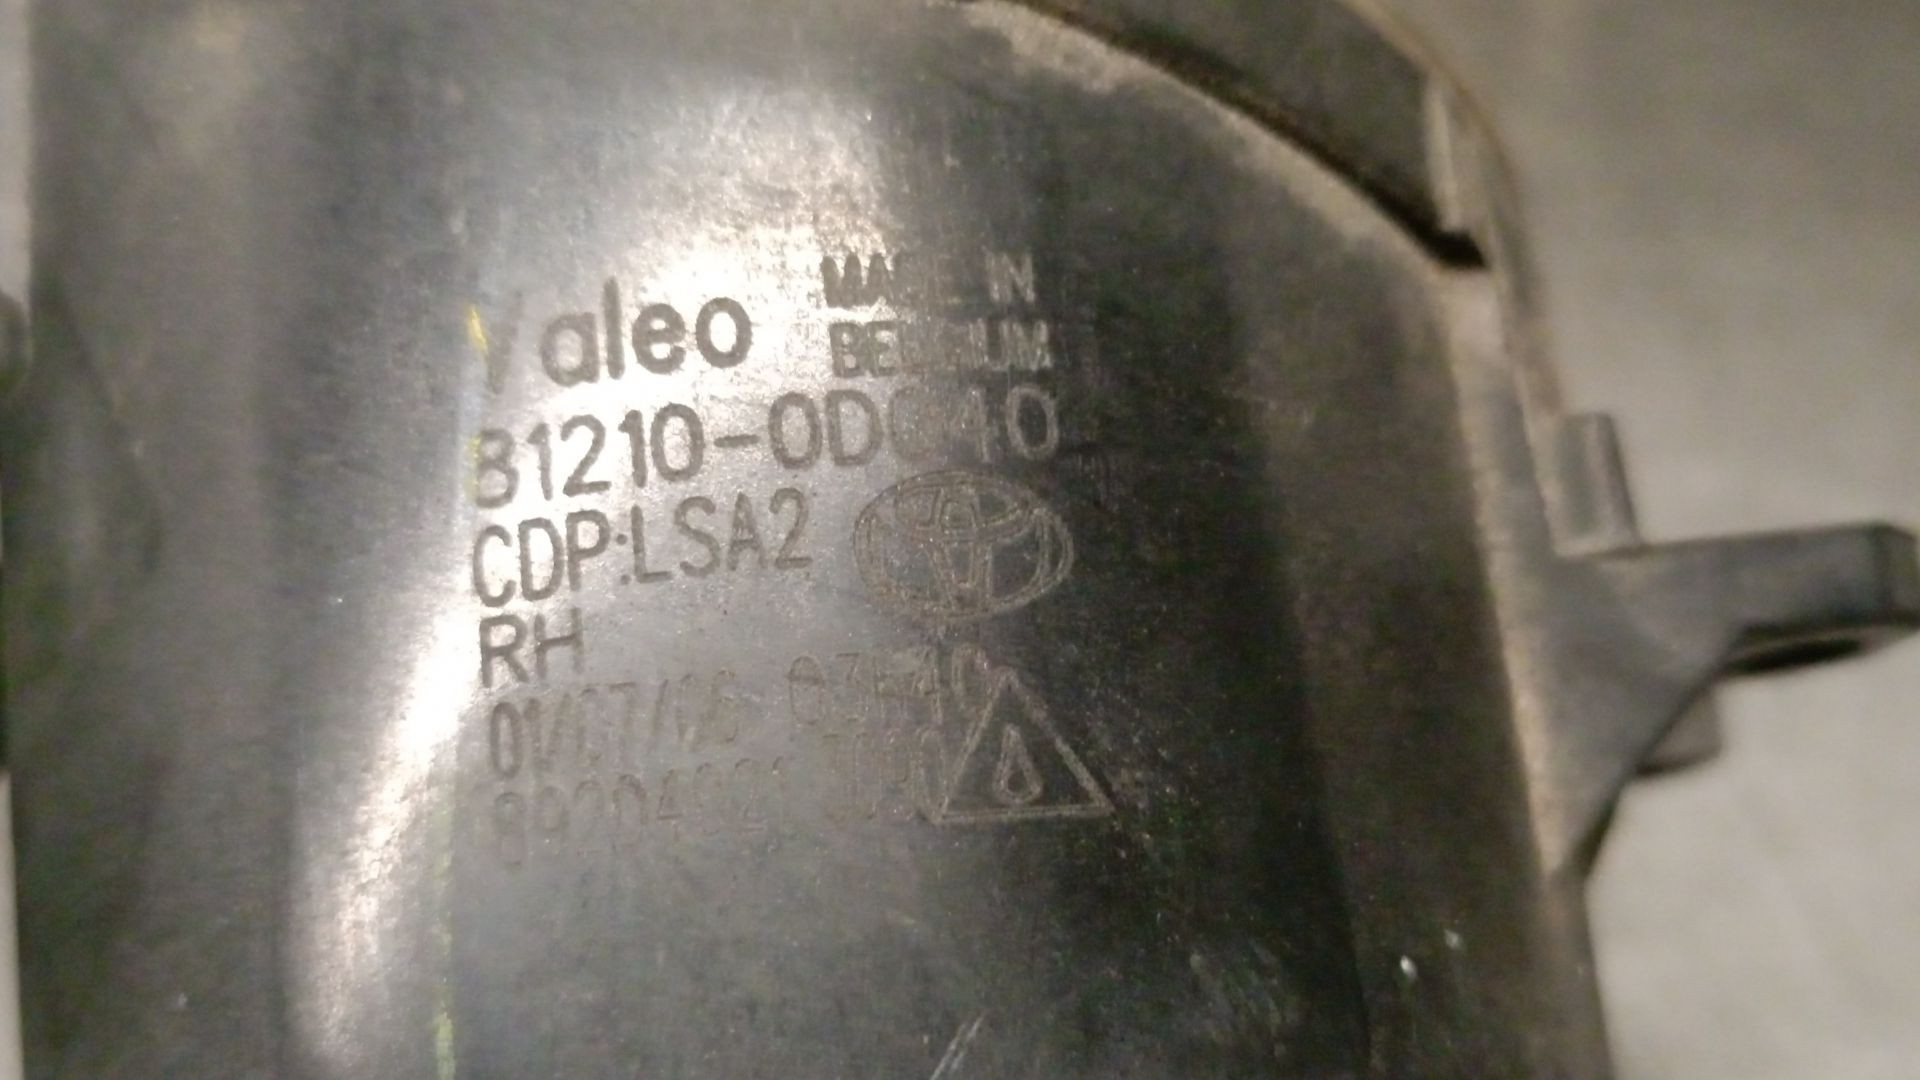 Valeo
MADE IN
BELGIUM
81210-0D040
CDP:LSA2
RH